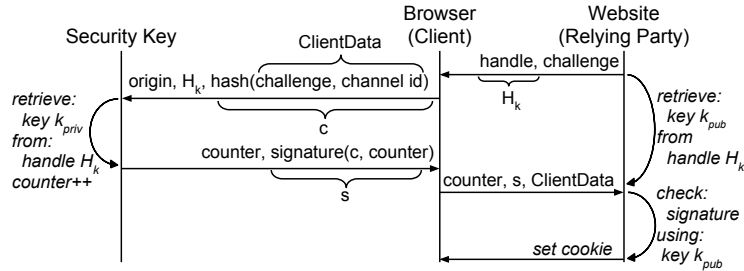 Security Key
Browser
(Client)
Website
(Relying Party)
ClientData
handle, challenge
H_k
origin, H_k, hash(challenge, channel id)
c
retrieve:
key k_priv
from:
handle H_k
counter++
retrieve:
key k_pub
from
handle H_k
counter, signature(c, counter)
s
counter, s, ClientData
check:
signature
using:
key k_pub
set cookie